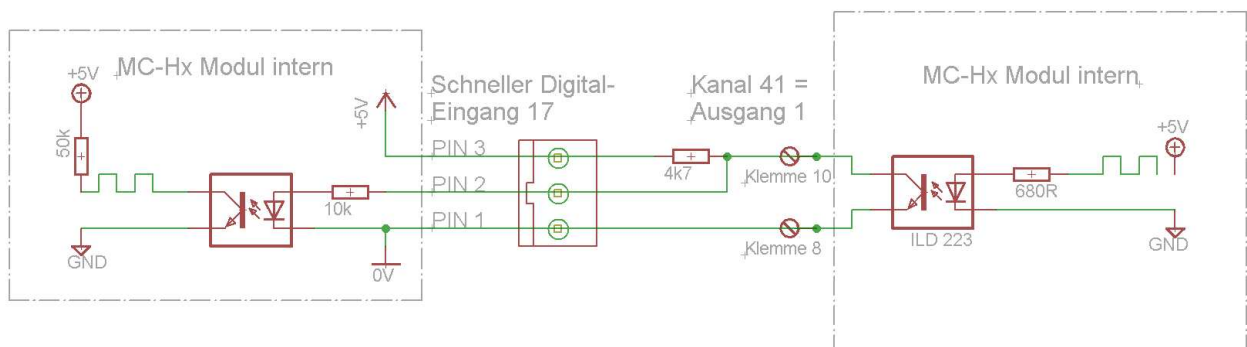 MC-Hx Modul intern
+5V
50k
GND
10k
0V
+5V
Schneller Digital-
Eingang 17
PIN 3
PIN 2
PIN 1
4k7
Kanal 41 =
Ausgang 1
Klemme 10
Klemme 8
MC-Hx Modul intern
ILD 223
680R
+5V
GND